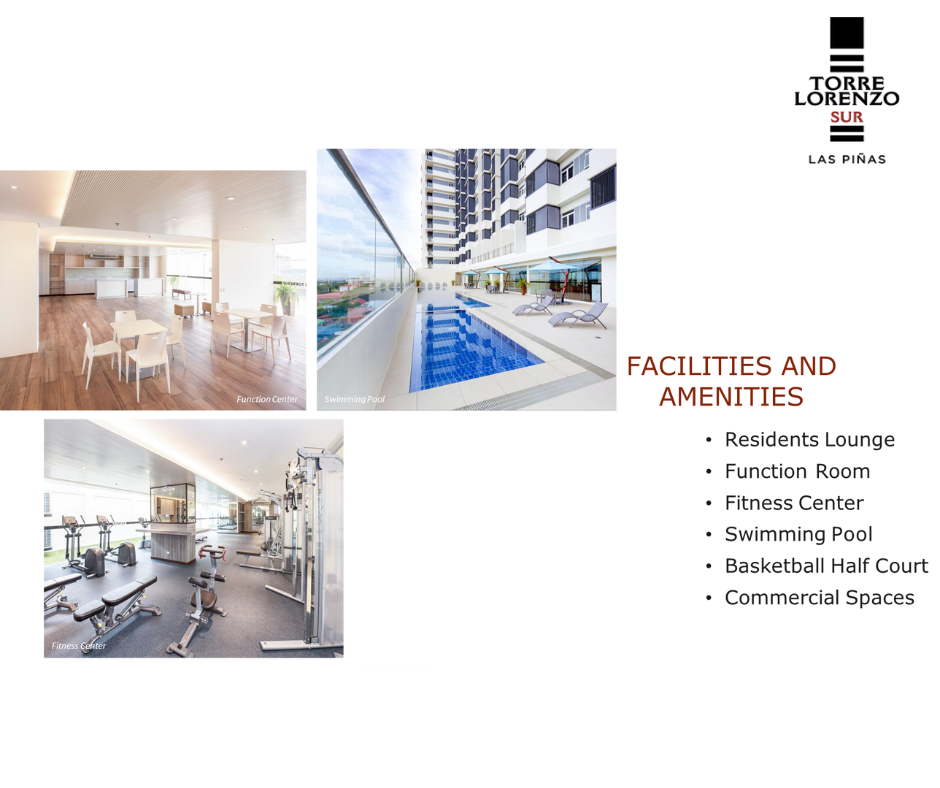 TORRE
LORENZO
SUR
LAS PIÑAS
Function Center
Swimming Pool
FACILITIES AND
AMENITIES
• Residents Lounge
• Function Room
• Fitness Center
• Swimming Pool
• Basketball Half Court
• Commercial Spaces
Fitness Center